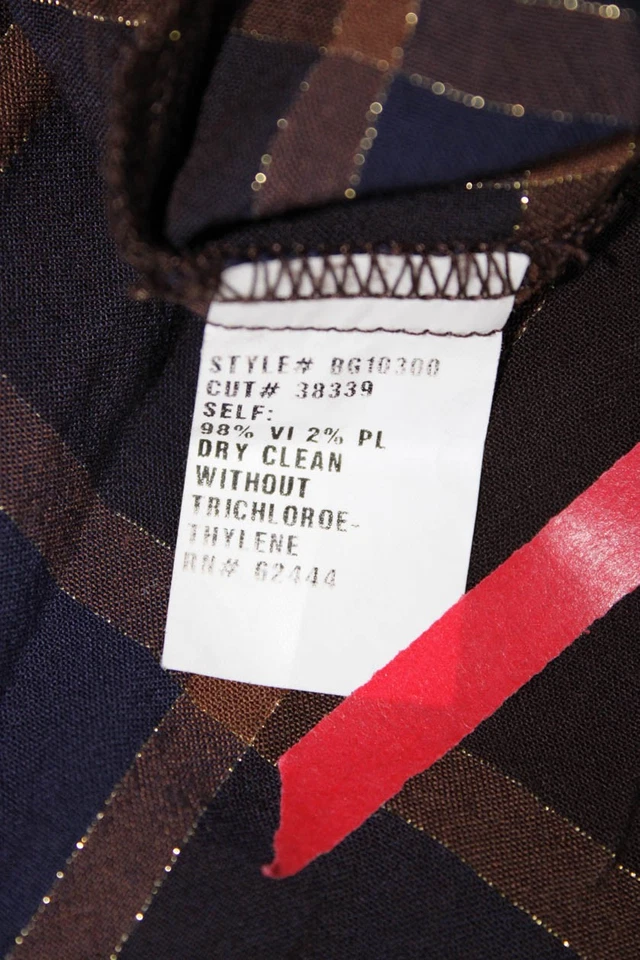 STYLE# BG10300
CUT# 38339
SELF:
98% VI 2% PL
DRY CLEAN
WITHOUT
TRICHLOROE-
THYLENE
RN# 62444